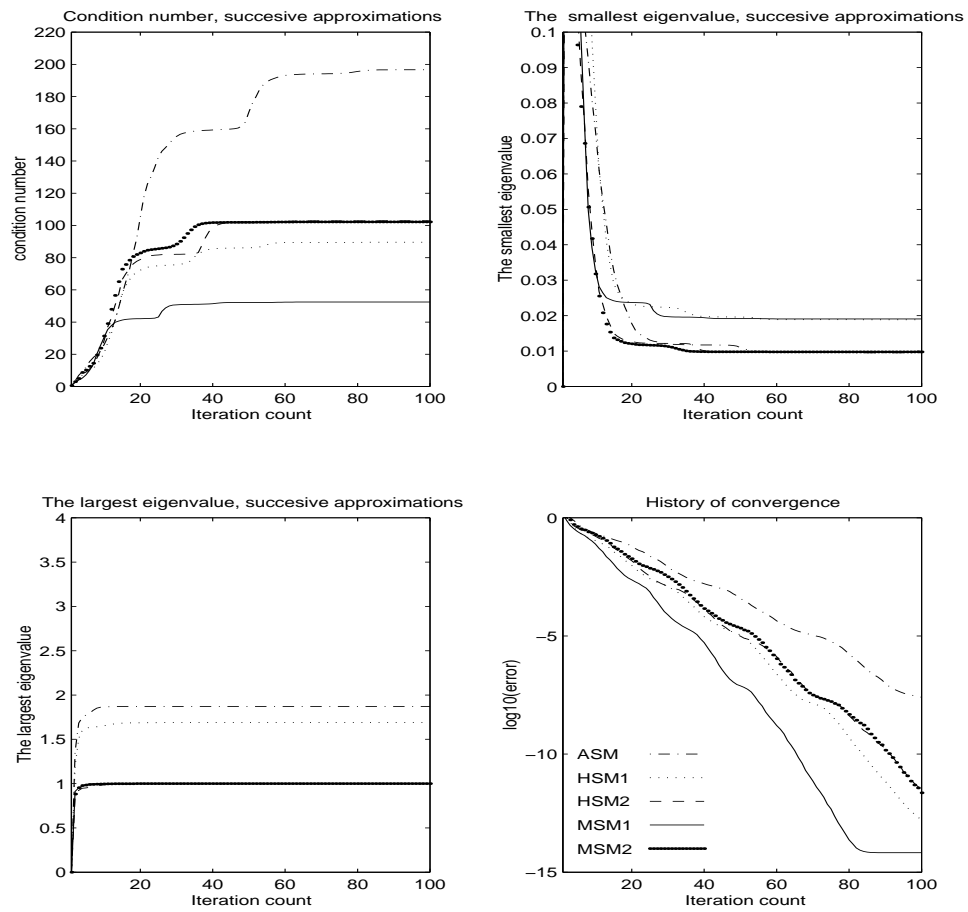 Condition number, succesive approximations
220
200
180
160
140
120
100
80
60
40
20
0
condition number
20 40 60 80 100
Iteration count
The smallest eigenvalue, succesive approximations
0.1
0.09
0.08
0.07
0.06
0.05
0.04
0.03
0.02
0.01
0
The smallest eigenvalue
20 40 60 80 100
Iteration count
The largest eigenvalue, succesive approximations
4
3.5
3
2.5
2
1.5
1
0.5
0
The largest eigenvalue
20 40 60 80 100
Iteration count
History of convergence
0
−5
−10
−15
log10(error)
ASM
HSM1
HSM2
MSM1
MSM2
20 40 60 80 100
Iteration count